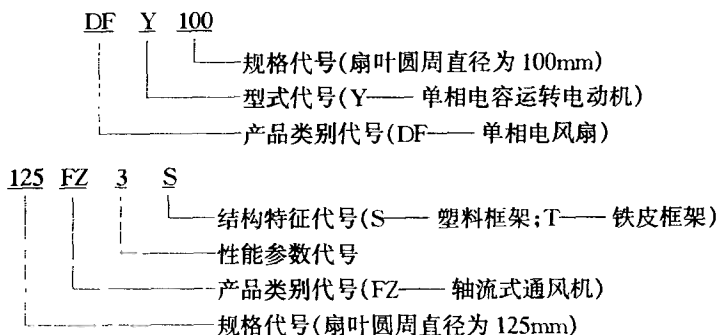 DF Y 100
规格代号(扇叶圆周直径为100mm)
型式代号(Y—— 单相电容运转电动机)
产品类别代号(DF—— 单相电风扇)
125 FZ 3 S
结构特征代号(S—— 塑料框架;T—— 铁皮框架)
性能参数代号
产品类别代号(FZ—— 轴流式通风机)
规格代号(扇叶圆周直径为125mm)